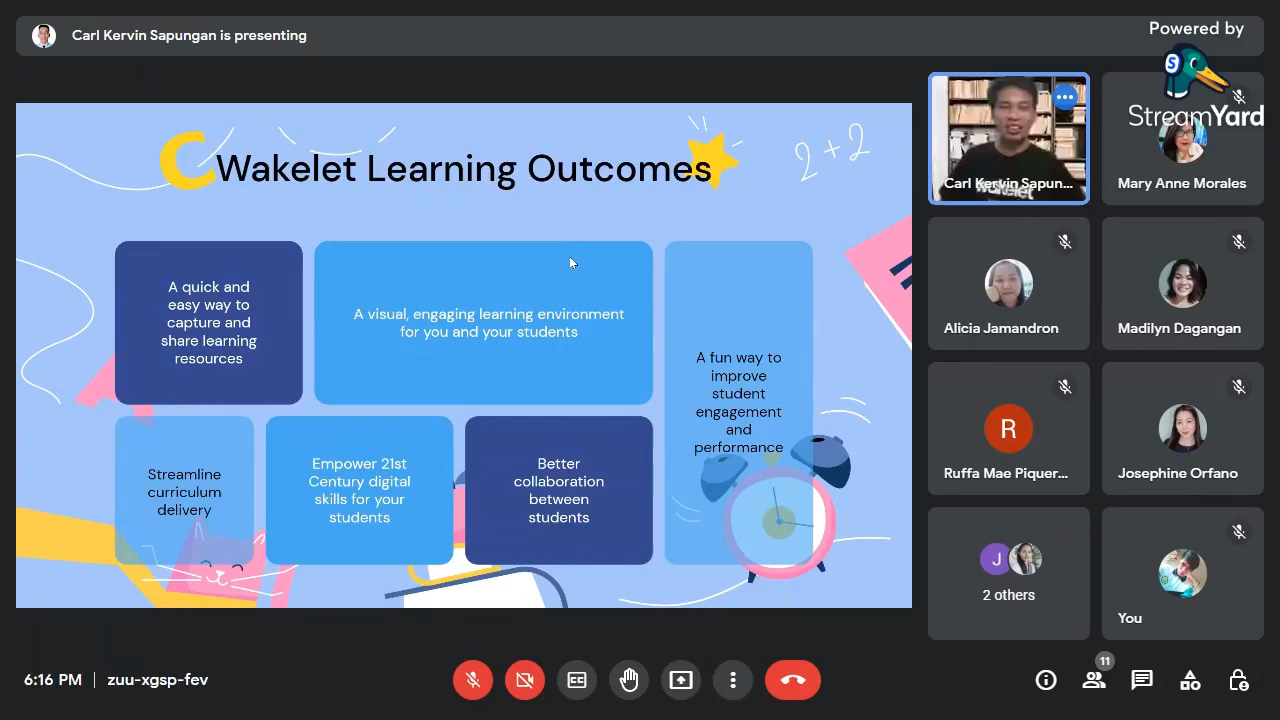 Carl Kervin Sapungan is presenting
Powered by
S
StreamYard
C
Wakelet Learning Outcomes
2+2
A quick and
easy way to
capture and
share learning
resources
A visual, engaging learning environment
for you and your students
A fun way to
improve
student
engagement
and
performance
Streamline
curriculum
delivery
Empower 21st
Century digital
skills for your
students
Better
collaboration
between
students
wakelet
Carl Kervin Sapun...
Mary Anne Morales
Alicia Jamandron
Madilyn Dagangan
R
Ruffa Mae Piquer...
Josephine Orfano
J
2 others
You
6:16 PM
zuu-xgsp-fev
CC
11